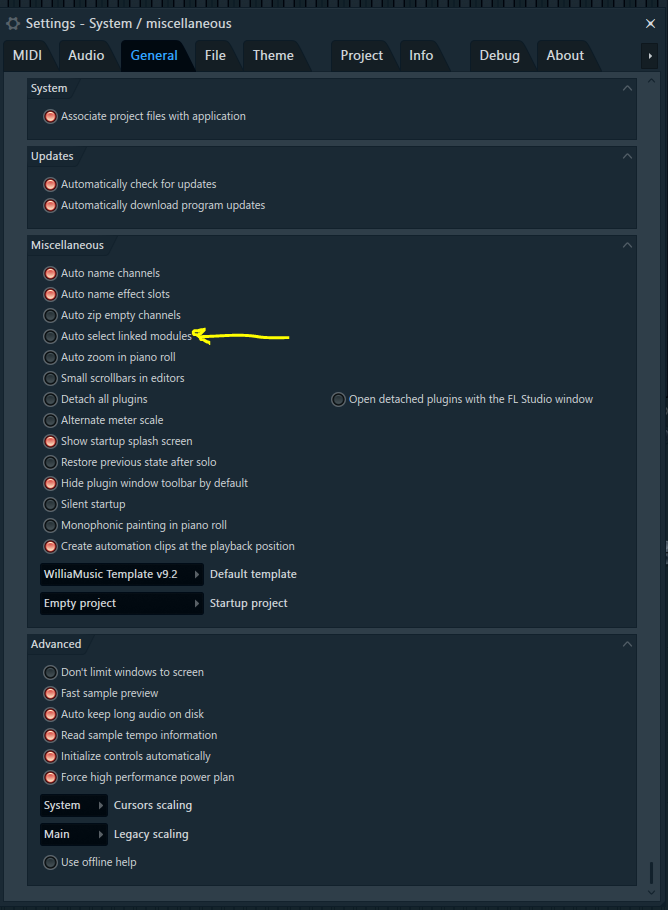 Settings - System / miscellaneous
MIDI Audio General File Theme Project Info Debug About
System
Associate project files with application
Updates
Automatically check for updates
Automatically download program updates
Miscellaneous
Auto name channels
Auto name effect slots
Auto zip empty channels
Auto select linked modules
Auto zoom in piano roll
Small scrollbars in editors
Detach all plugins Open detached plugins with the FL Studio window
Alternate meter scale
Show startup splash screen
Restore previous state after solo
Hide plugin window toolbar by default
Silent startup
Monophonic painting in piano roll
Create automation clips at the playback position
WilliaMusic Template v9.2 Default template
Empty project Startup project
Advanced
Don't limit windows to screen
Fast sample preview
Auto keep long audio on disk
Read sample tempo information
Initialize controls automatically
Force high performance power plan
System Cursors scaling
Main Legacy scaling
Use offline help